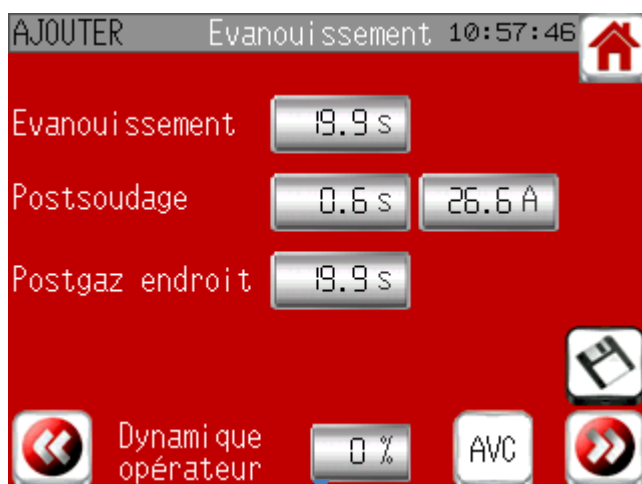 AJOUTER Evanouissement 10:57:46
Evanouissement 19.9 s
Postsoudage 0.6 s 26.6 A
Postgaz endroit 19.9 s
Dynamique
opérateur 0 % AVC